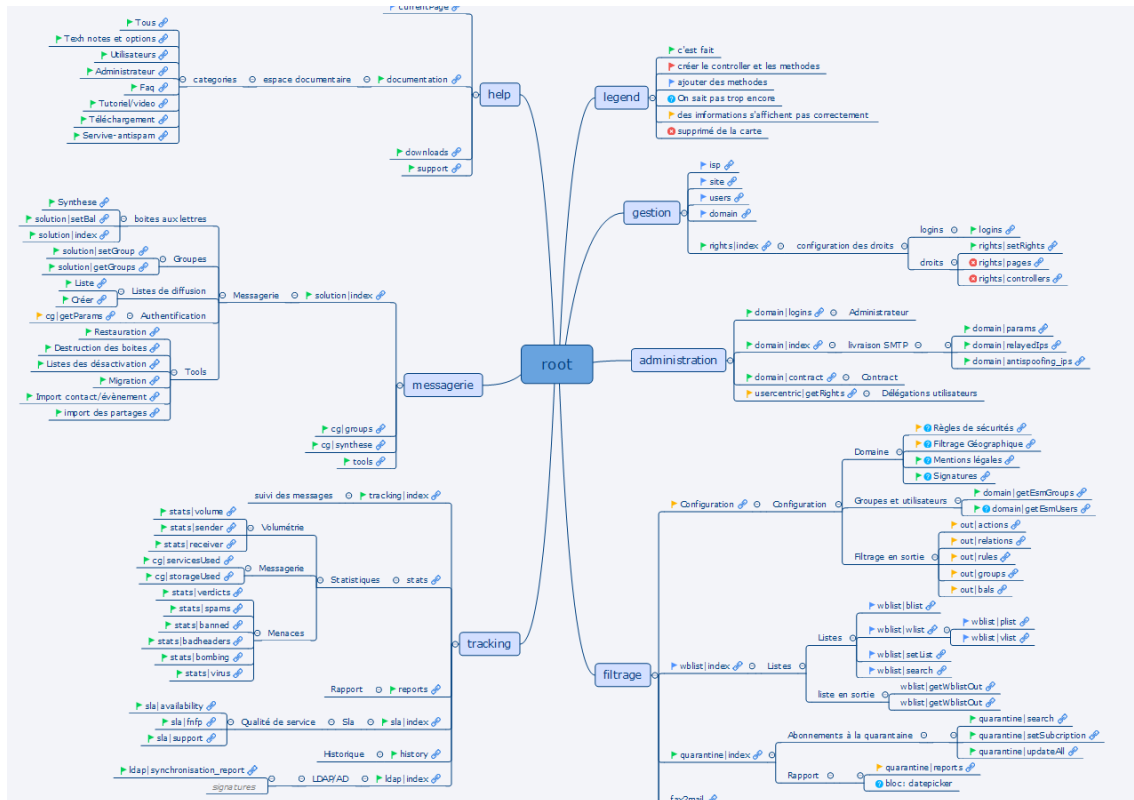 currentPage
Tous
Texh notes et options
Utilisateurs
Administrateur
Faq
Tutoriel/video
Téléchargement
Servive-antispam
categories
espace documentaire
documentation
downloads
support
help
legend
c'est fait
créer le controller et les methodes
ajouter des methodes
On sait pas trop encore
des imformations s'affichent pas correctement
supprimé de la carte
gestion
isp
site
users
domain
rights|index
configuration des droits
logins
logins
droits
rights|setRights
rights|pages
rights|controllers
Synthese
solution|setBal
solution|index
boites aux lettres
solution|setGroup
solution|getGroups
Groupes
Liste
Créer
Listes de diffusion
cg|getParams
Authentification
Restauration
Destruction des boites
Listes des désactivation
Migration
Import contact/évènement
import des partages
Tools
Messagerie
solution|index
cg|groups
cg|synthese
tools
messagerie
root
administration
domain|logins
Administrateur
domain|index
livraison SMTP
domain|params
domain|relayedIps
domain|antispoofing_ips
domain|contract
Contract
usercentric|getRights
Délégations utilisateurs
suivi des messages
tracking|index
stats|volume
stats|sender
stats|receiver
Volumétrie
cg|servicesUsed
cg|storageUsed
Messagerie
stats|verdicts
stats|spams
stats|banned
stats|badheaders
stats|bombing
stats|virus
Menaces
Statistiques
stats
Rapport
reports
sla|availability
sla|fnfp
sla|support
Qualité de service
Sla
sla|index
Historique
history
ldap|synchronisation_report
signatures
LDAP/AD
ldap|index
tracking
filtrage
Configuration
Configuration
Domaine
Règles de sécurités
Filtrage Géographique
Mentions légales
Signatures
Groupes et utilisateurs
domain|getEsmGroups
domain|getEsmUsers
Filtrage en sortie
out|actions
out|relations
out|rules
out|groups
out|bals
wblist|index
Listes
Listes
wblist|blist
wblist|wlist
wblist|plist
wblist|vlist
wblist|setList
wblist|search
liste en sortie
wblist|getWblistOut
wblist|getWblistOut
quarantine|index
Abonnements à la quarantaine
quarantine|search
quarantine|setSubcription
quarantine|updateAll
Rapport
quarantine|reports
bloc: datepicker
fax2mail